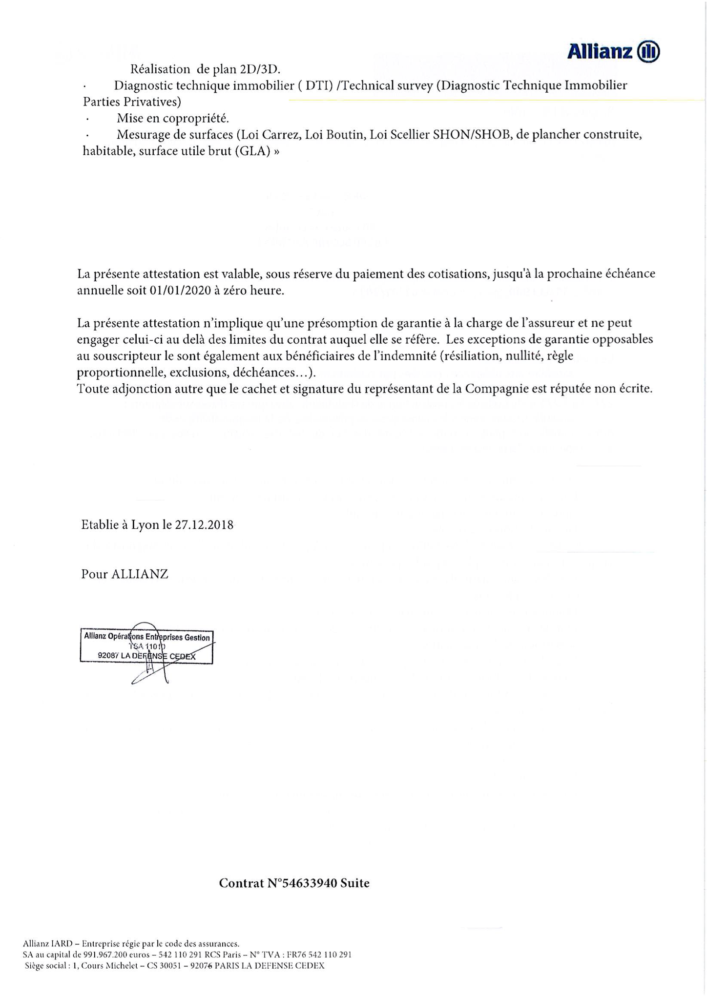 Allianz
Réalisation de plan 2D/3D.
· Diagnostic technique immobilier ( DTI) /Technical survey (Diagnostic Technique Immobilier
Parties Privatives)
· Mise en copropriété.
· Mesurage de surfaces (Loi Carrez, Loi Boutin, Loi Scellier SHON/SHOB, de plancher construite,
habitable, surface utile brut (GLA) »
La présente attestation est valable, sous réserve du paiement des cotisations, jusqu'à la prochaine échéance
annuelle soit 01/01/2020 à zéro heure.
La présente attestation n'implique qu'une présomption de garantie à la charge de l'assureur et ne peut
engager celui-ci au delà des limites du contrat auquel elle se réfère. Les exceptions de garantie opposables
au souscripteur le sont également aux bénéficiaires de l'indemnité (résiliation, nullité, règle
proportionnelle, exclusions, déchéances...).
Toute adjonction autre que le cachet et signature du représentant de la Compagnie est réputée non écrite.
Etablie à Lyon le 27.12.2018
Pour ALLIANZ
Allianz Opérations Entreprises Gestion
TSA 11010
92087 LA DEFENSE CEDEX
Contrat N°54633940 Suite
Allianz IARD – Entreprise régie par le code des assurances.
SA au capital de 991.967.200 euros – 542 110 291 RCS Paris – N° TVA : FR76 542 110 291
Siège social : 1, Cours Michelet – CS 30051 – 92076 PARIS LA DEFENSE CEDEX